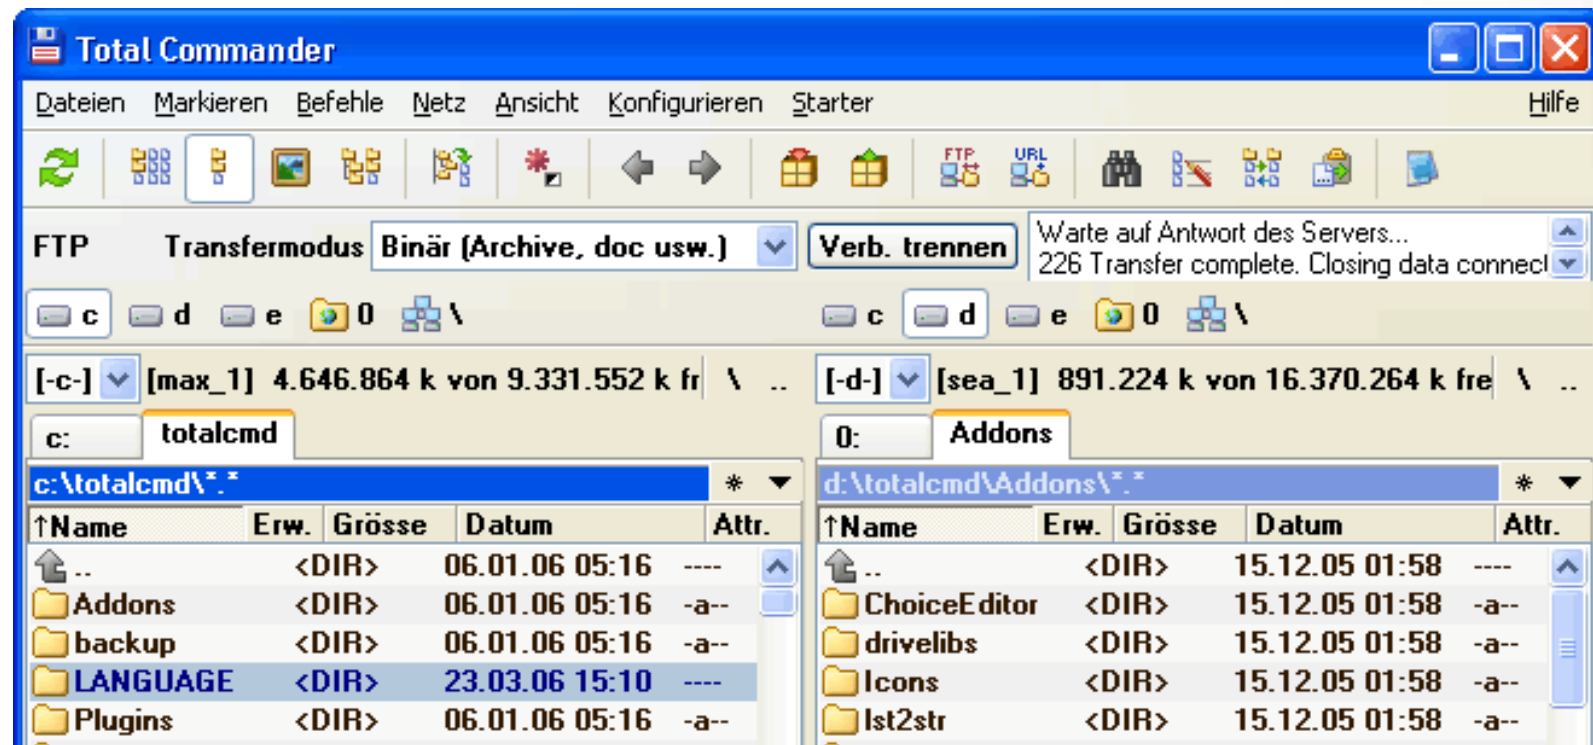 Total Commander
Dateien Markieren Befehle Netz Ansicht Konfigurieren Starter Hilfe
FTP URL
FTP Transfermodus Binär (Archive, doc usw.) Verb. trennen
Warte auf Antwort des Servers...
226 Transfer complete. Closing data connect
c d e 0 \ c d e 0 \
[-c-] [max_1] 4.646.864 k von 9.331.552 k fr \ .. [-d-] [sea_1] 891.224 k von 16.370.264 k fre \ ..
c: totalcmd 0: Addons
c:\totalcmd\*.* * d:\totalcmd\Addons\*.* *
↑Name Erw. Grösse Datum Attr. ↑Name Erw. Grösse Datum Attr.
.. <DIR> 06.01.06 05:16 ---- .. <DIR> 15.12.05 01:58 ----
Addons <DIR> 06.01.06 05:16 -a-- ChoiceEditor <DIR> 15.12.05 01:58 -a--
backup <DIR> 06.01.06 05:16 -a-- drivelibs <DIR> 15.12.05 01:58 -a--
LANGUAGE <DIR> 23.03.06 15:10 ---- Icons <DIR> 15.12.05 01:58 -a--
Plugins <DIR> 06.01.06 05:16 -a-- lst2str <DIR> 15.12.05 01:58 -a--